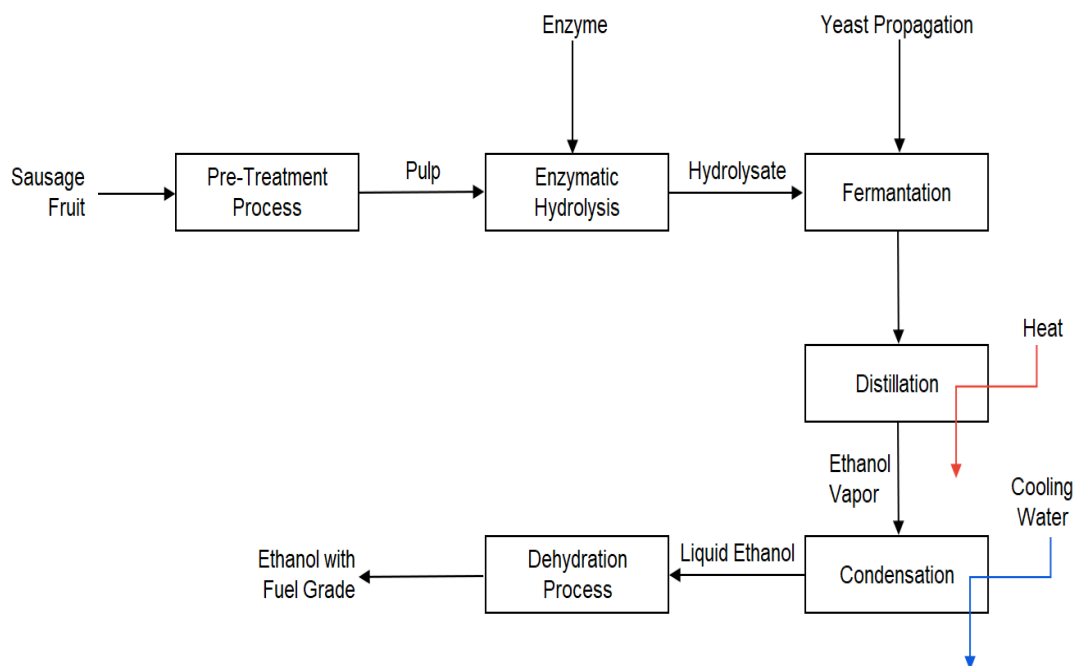 Enzyme
Yeast Propagation
Sausage
Fruit
Pre-Treatment
Process
Pulp
Enzymatic
Hydrolysis
Hydrolysate
Fermantation
Heat
Distillation
Ethanol
Vapor
Cooling
Water
Condensation
Liquid Ethanol
Dehydration
Process
Ethanol with
Fuel Grade